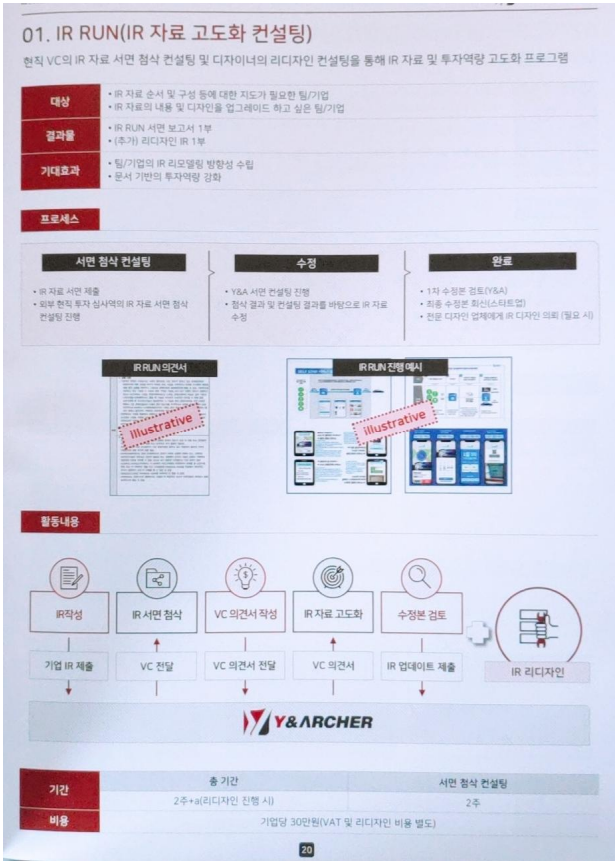 01. IR RUN(IR 자료 고도화 컨설팅)
현직 VC의 IR 자료 서면 첨삭 컨설팅 및 디자이너의 리디자인 컨설팅을 통해 IR 자료 및 투자역량 고도화 프로그램
대상
• IR 자료 순서 및 구성 등에 대한 지도가 필요한 팀/기업
• IR 자료의 내용 및 디자인을 업그레이드 하고 싶은 팀/기업
결과물
• IR RUN 서면 보고서 1부
• (추가) 리디자인 IR 1부
기대효과
• 팀/기업의 IR 리모델링 방향성 수립
• 문서 기반의 투자역량 강화
프로세스
서면 첨삭 컨설팅
• IR 자료 서면 제출
• 외부 현직 투자 심사역의 IR 자료 서면 첨삭
컨설팅 진행
수정
• Y&A 서면 컨설팅 진행
• 첨삭 결과 및 컨설팅 결과를 바탕으로 IR 자료
수정
완료
• 1차 수정본 검토(Y&A)
• 최종 수정본 회신(스타트업)
• 전문 디자인 업체에게 IR 디자인 의뢰 (필요 시)
IR RUN 의견서
Illustrative
IR RUN 진행 예시
illustrative
활동내용
IR작성
IR 서면 첨삭
VC 의견서 작성
IR 자료 고도화
수정본 검토
기업 IR 제출
VC 전달
VC 의견서 전달
VC 의견서
IR 업데이트 제출
IR 리디자인
Y&ARCHER
기간
총 기간
서면 첨삭 컨설팅
2주+a(리디자인 진행 시)
2주
비용
기업당 30만원(VAT 및 리디자인 비용 별도)
20